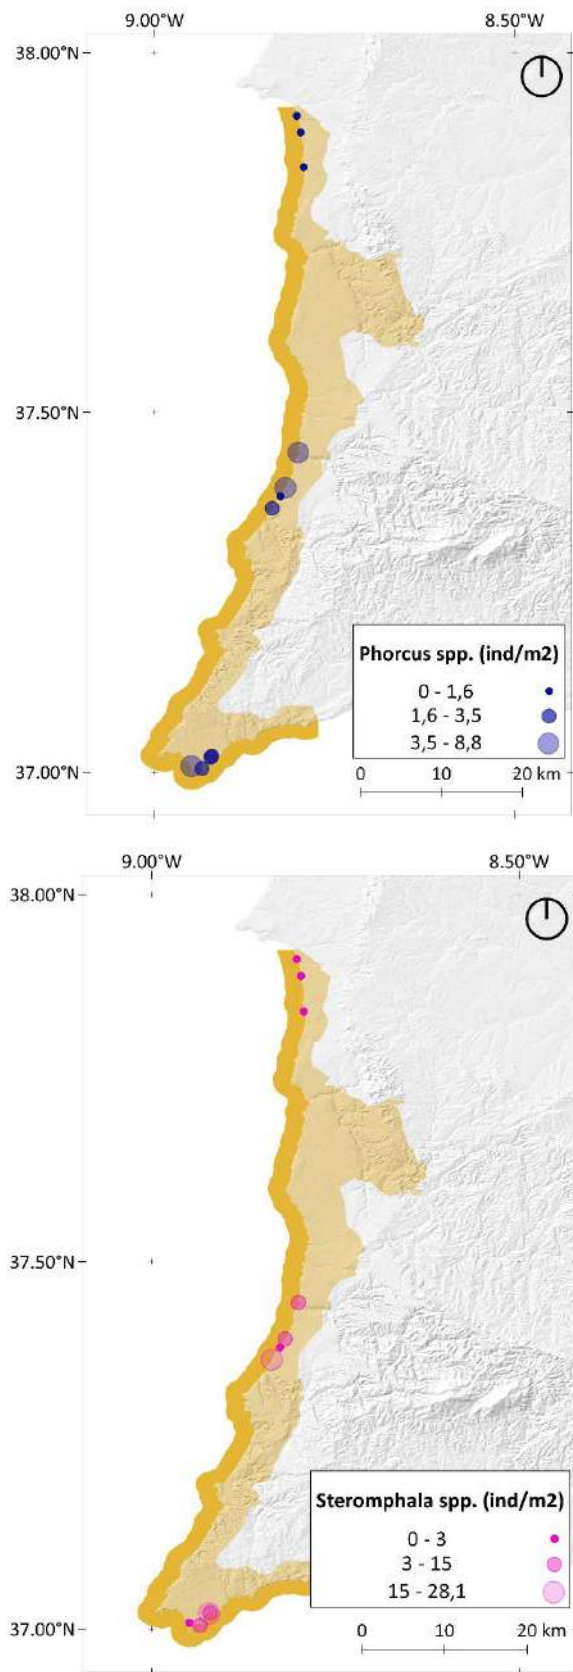 9.00°W 8.50°W
38.00°N
37.50°N
Phorcus spp. (ind/m2)
0 - 1,6
1,6 - 3,5
3,5 - 8,8
37.00°N
0 10 20 km
9.00°W 8.50°W
38.00°N
37.50°N
Steromphala spp. (ind/m2)
0 - 3
3 - 15
15 - 28,1
37.00°N
0 10 20 km